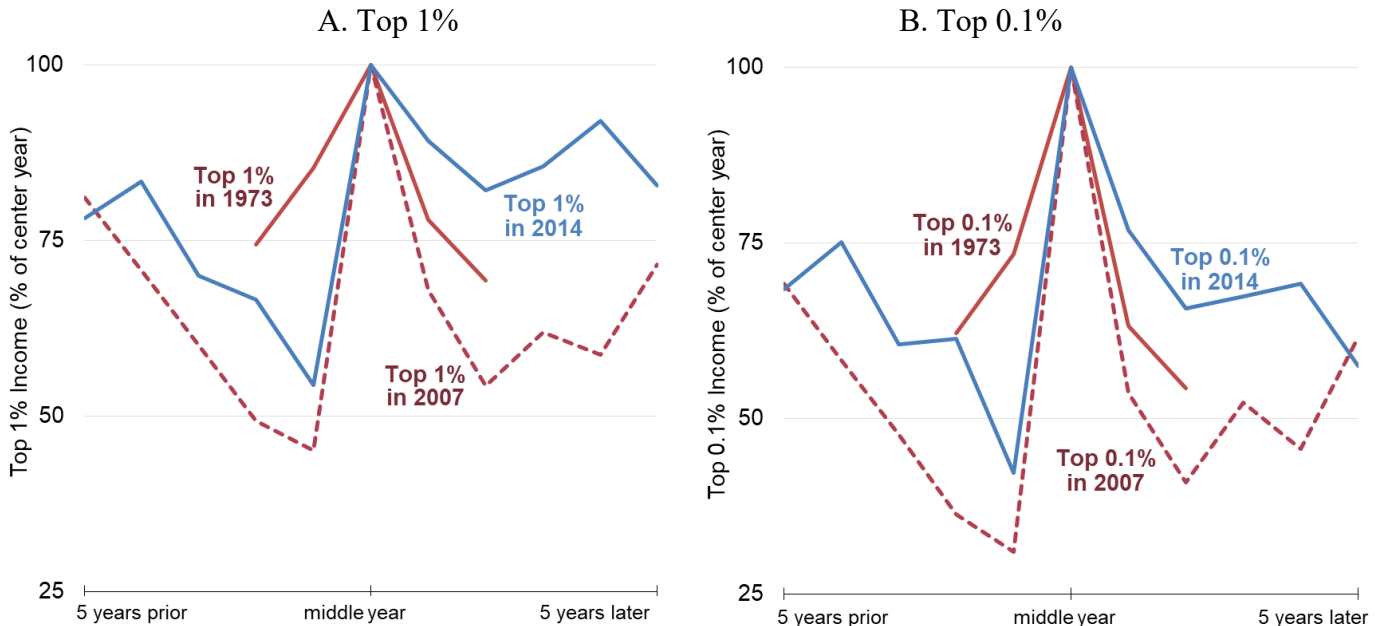 A. Top 1%
Top 1% Income (% of center year)
100
75
50
25
Top 1%
in 1973
Top 1%
in 2014
Top 1%
in 2007
5 years prior
middle year
5 years later
B. Top 0.1%
Top 0.1% Income (% of center year)
100
75
50
25
Top 0.1%
in 1973
Top 0.1%
in 2014
Top 0.1%
in 2007
5 years prior
middle year
5 years later